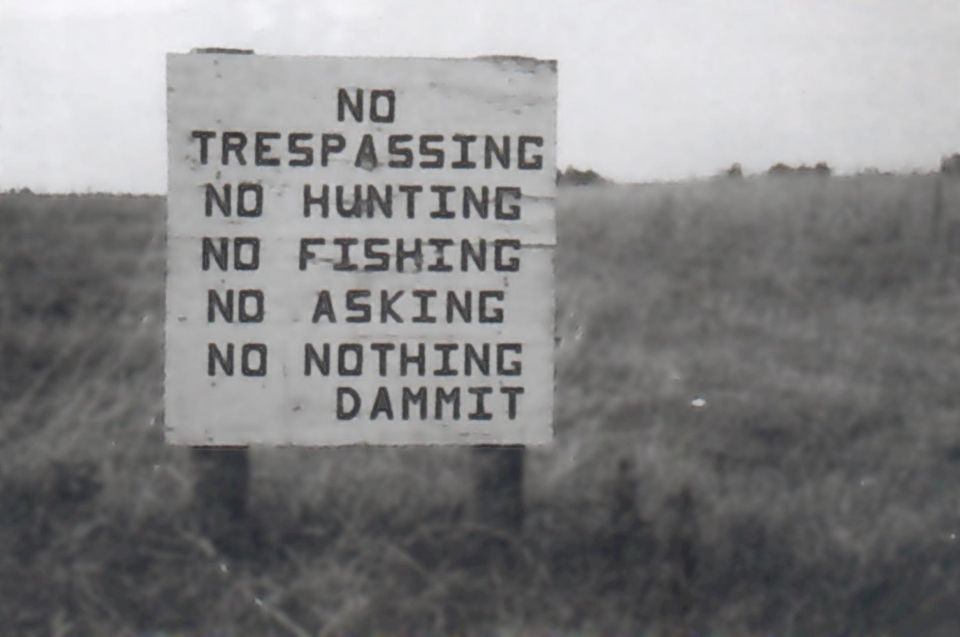 NO
TRESPASSING
NO HUNTING
NO FISHING
NO ASKING
NO NOTHING
DAMMIT